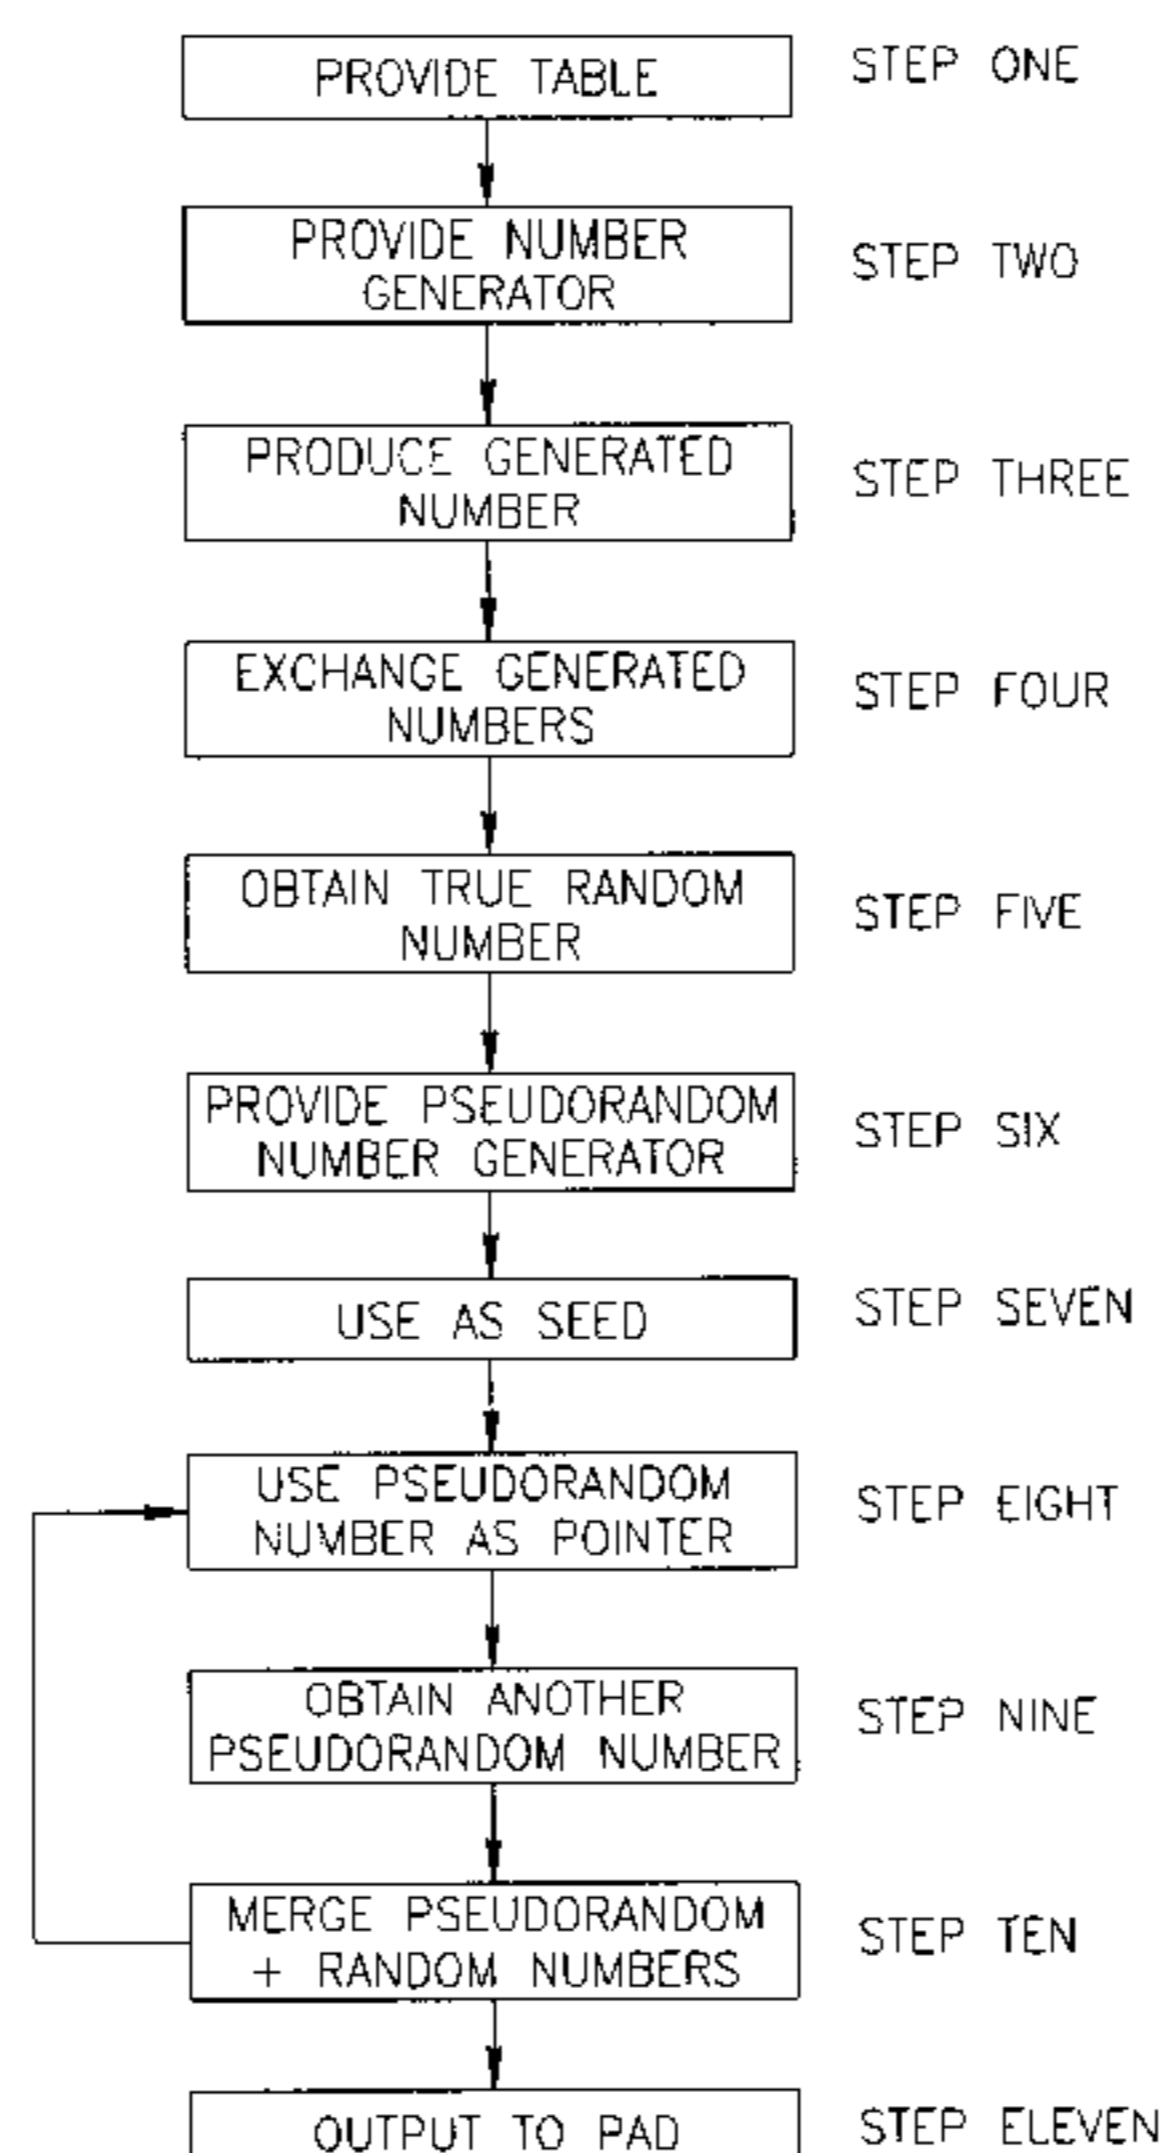 PROVIDE TABLE
STEP ONE
PROVIDE NUMBER
GENERATOR
STEP TWO
PRODUCE GENERATED
NUMBER
STEP THREE
EXCHANGE GENERATED
NUMBERS
STEP FOUR
OBTAIN TRUE RANDOM
NUMBER
STEP FIVE
PROVIDE PSEUDORANDOM
NUMBER GENERATOR
STEP SIX
USE AS SEED
STEP SEVEN
USE PSEUDORANDOM
NUMBER AS POINTER
STEP EIGHT
OBTAIN ANOTHER
PSEUDORANDOM NUMBER
STEP NINE
MERGE PSEUDORANDOM
+ RANDOM NUMBERS
STEP TEN
OUTPUT TO PAD
STEP ELEVEN